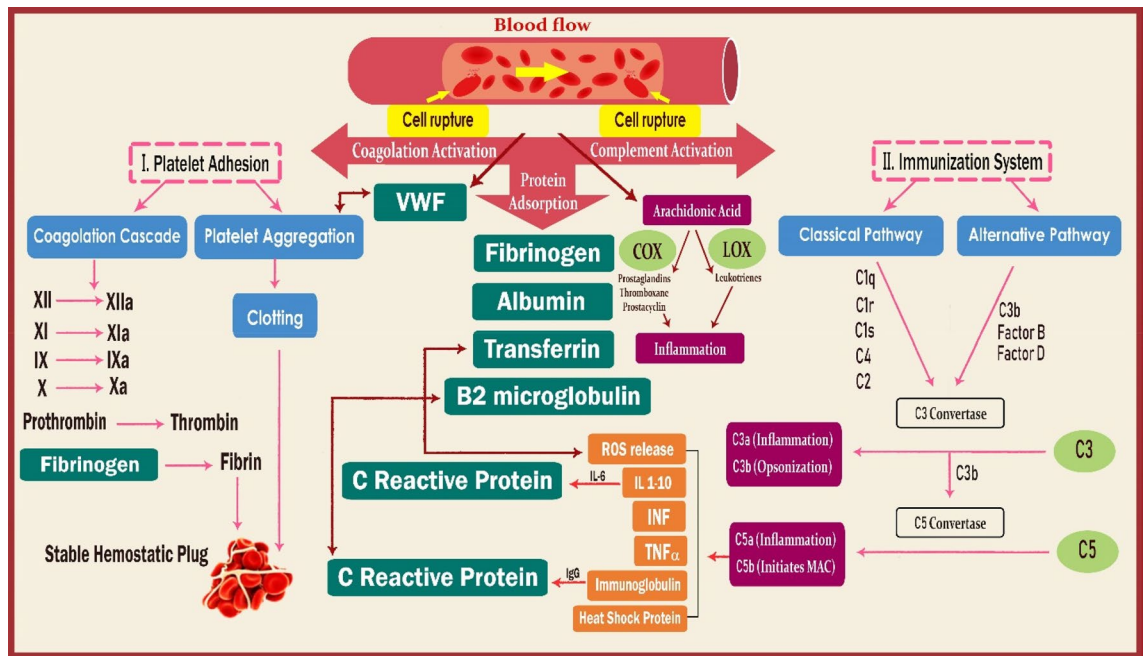 Blood flow
Cell rupture
Cell rupture
Coagolation Activation
Complement Activation
Protein
Adsorption
I. Platelet Adhesion
Coagulation Cascade
Platelet Aggregation
VWF
XII
XIIa
XI
XIa
IX
IXa
X
Xa
Clotting
Prothrombin
Thrombin
Fibrinogen
Fibrin
Stable Hemostatic Plug
Fibrinogen
Albumin
Transferrin
B2 microglobulin
C Reactive Protein
C Reactive Protein
Arachidonic Acid
COX
LOX
Prostaglandins
Thromboxane
Prostacyclin
Leukotrienes
Inflammation
ROS release
IL-6
IL 1-10
INF
TNFα
IgG
Immunoglobulin
Heat Shock Protein
II. Immunization System
Classical Pathway
Alternative Pathway
C1q
C1r
C1s
C4
C2
C3b
Factor B
Factor D
C3 Convertase
C3a (Inflammation)
C3b (Opsonization)
C3
C3b
C5 Convertase
C5a (Inflammation)
C5b (Initiates MAC)
C5